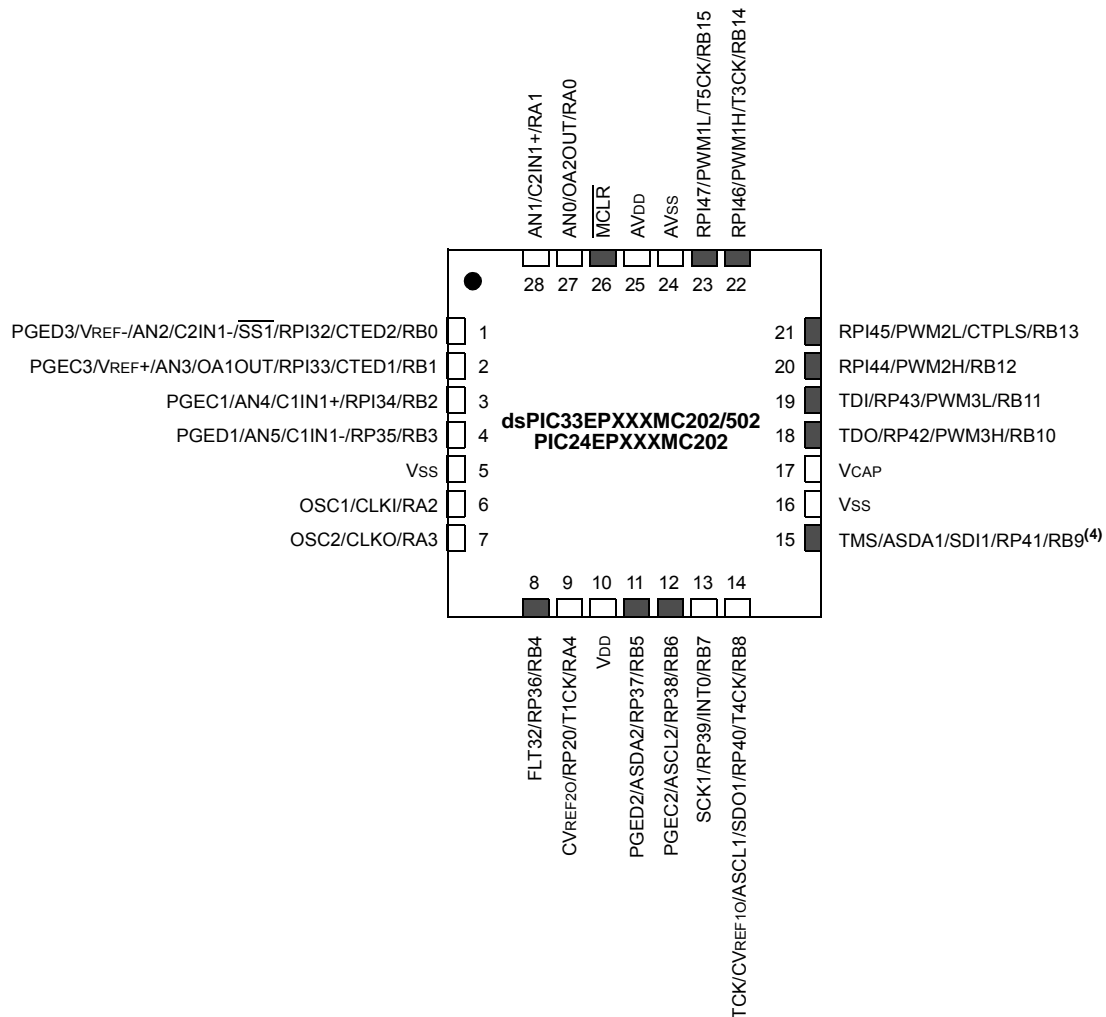 AN1/C2IN1+/RA1
AN0/OA2OUT/RA0
MCLR
AVDD
AVSS
RPI47/PWM1L/T5CK/RB15
RPI46/PWM1H/T3CK/RB14
28 27 26 25 24 23 22
PGED3/VREF-/AN2/C2IN1-/SS1/RPI32/CTED2/RB0 1
PGEC3/VREF+/AN3/OA1OUT/RPI33/CTED1/RB1 2
PGEC1/AN4/C1IN1+/RPI34/RB2 3
PGED1/AN5/C1IN1-/RP35/RB3 4
VSS 5
OSC1/CLKI/RA2 6
OSC2/CLKO/RA3 7
dsPIC33EPXXXMC202/502
PIC24EPXXXMC202
21 RPI45/PWM2L/CTPLS/RB13
20 RPI44/PWM2H/RB12
19 TDI/RP43/PWM3L/RB11
18 TDO/RP42/PWM3H/RB10
17 VCAP
16 VSS
15 TMS/ASDA1/SDI1/RP41/RB9(4)
8 9 10 11 12 13 14
FLT32/RP36/RB4
CVREF2O/RP20/T1CK/RA4
VDD
PGED2/ASDA2/RP37/RB5
PGEC2/ASCL2/RP38/RB6
SCK1/RP39/INT0/RB7
TCK/CVREF1O/ASCL1/SDO1/RP40/T4CK/RB8